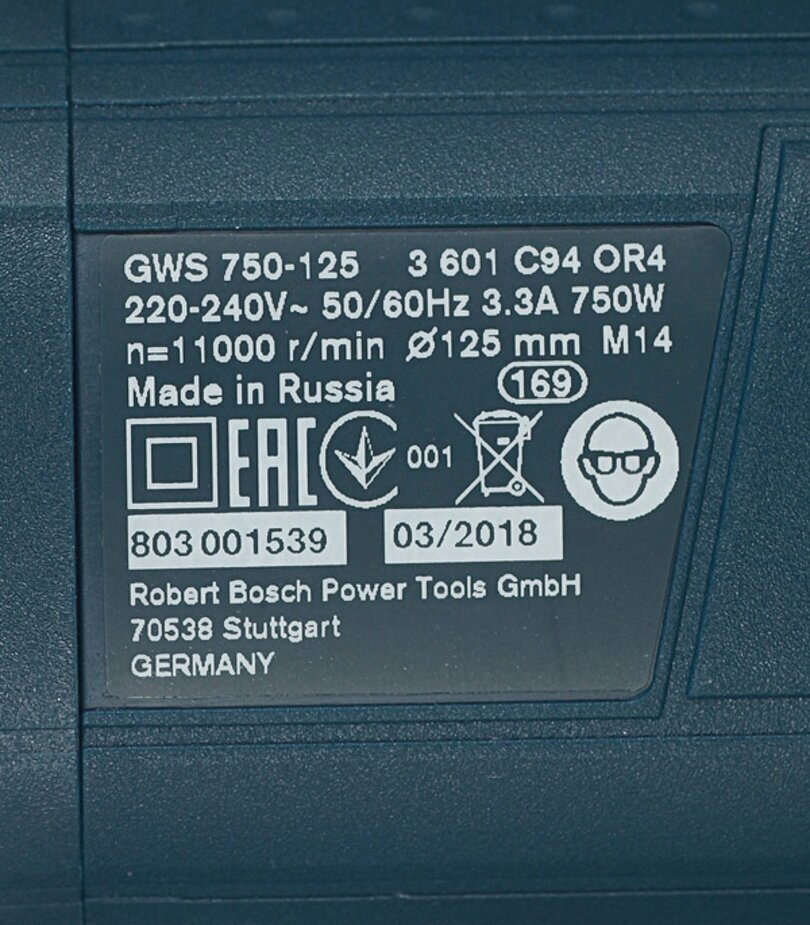 GWS 750-125 3 601 C94 0R4
220-240V~ 50/60Hz 3.3A 750W
n=11000 r/min Ø125 mm M14
Made in Russia 169
EAC 001
803 001539 03/2018
Robert Bosch Power Tools GmbH
70538 Stuttgart
GERMANY